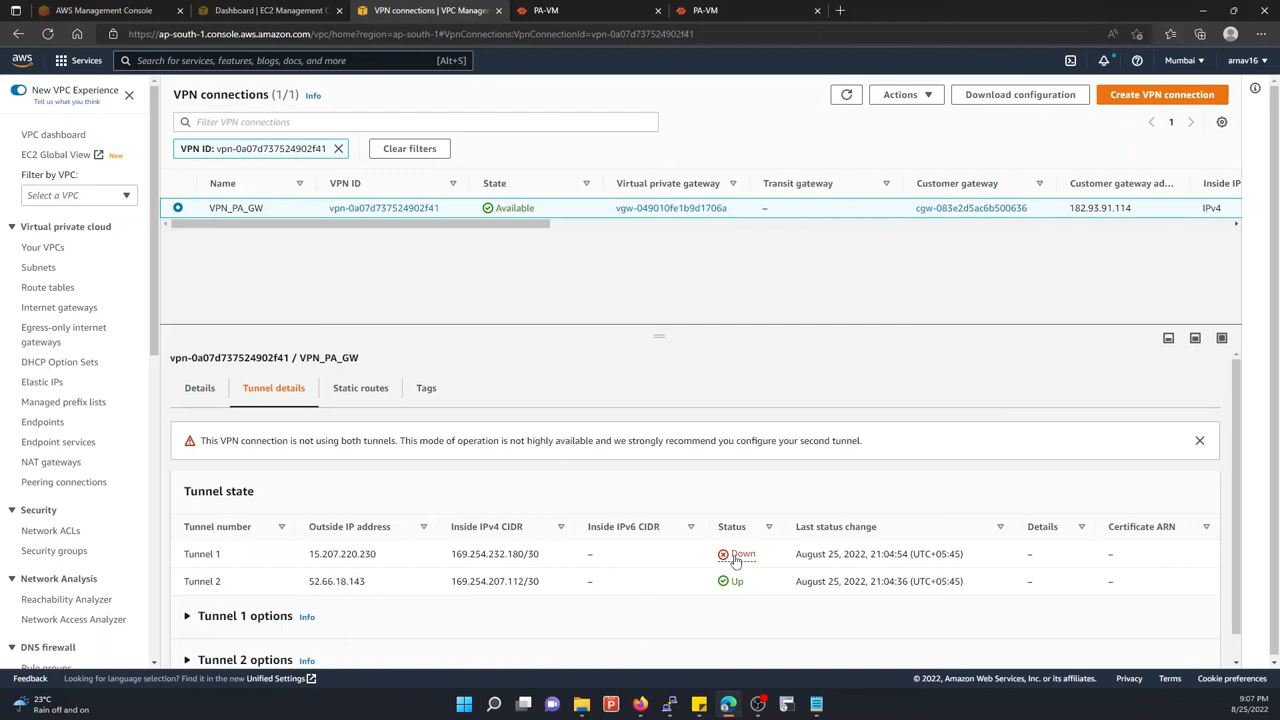 AWS Management Console
Dashboard | EC2 Management C
VPN connections | VPC Manager
PA-VM
PA-VM
https://ap-south-1.console.aws.amazon.com/vpc/home?region=ap-south-1#VpnConnections:VpnConnectionId=vpn-0a07d737524902f41
aws
Services
Search for services, features, blogs, docs, and more
[Alt+S]
Mumbai
arnav16
New VPC Experience
Tell us what you think
VPC dashboard
EC2 Global View
New
Filter by VPC:
Select a VPC
Virtual private cloud
Your VPCs
Subnets
Route tables
Internet gateways
Egress-only internet
gateways
DHCP Option Sets
Elastic IPs
Managed prefix lists
Endpoints
Endpoint services
NAT gateways
Peering connections
Security
Network ACLs
Security groups
Network Analysis
Reachability Analyzer
Network Access Analyzer
DNS firewall
Rule groups
VPN connections (1/1) Info
Actions
Download configuration
Create VPN connection
Filter VPN connections
1
VPN ID: vpn-0a07d737524902f41
Clear filters
Name VPN ID State Virtual private gateway Transit gateway Customer gateway Customer gateway ad... Inside IP
VPN_PA_GW vpn-0a07d737524902f41 Available vgw-049010fe1b9d1706a – cgw-083e2d5ac6b500636 182.93.91.114 IPv4
vpn-0a07d737524902f41 / VPN_PA_GW
Details Tunnel details Static routes Tags
This VPN connection is not using both tunnels. This mode of operation is not highly available and we strongly recommend you configure your second tunnel.
Tunnel state
Tunnel number Outside IP address Inside IPv4 CIDR Inside IPv6 CIDR Status Last status change Details Certificate ARN
Tunnel 1 15.207.220.230 169.254.232.180/30 – Down August 25, 2022, 21:04:54 (UTC+05:45) – –
Tunnel 2 52.66.18.143 169.254.207.112/30 – Up August 25, 2022, 21:04:36 (UTC+05:45) – –
Tunnel 1 options Info
Tunnel 2 options Info
Feedback
Looking for language selection? Find it in the new Unified Settings
© 2022, Amazon Web Services, Inc. or its affiliates.
Privacy
Terms
Cookie preferences
23°C
Rain off and on
9:07 PM
8/25/2022